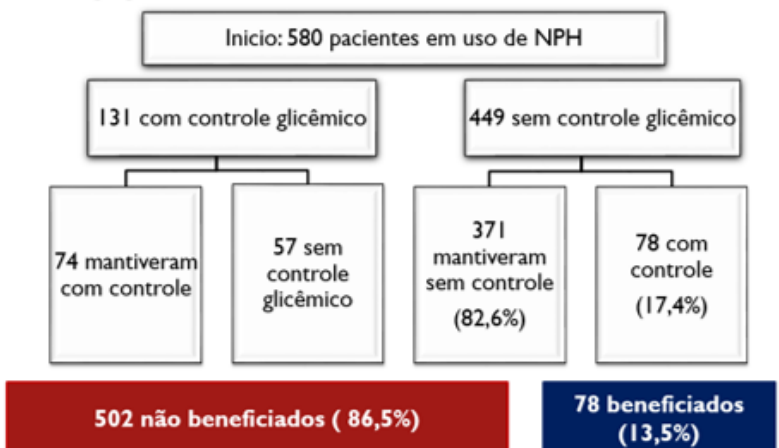 Inicio: 580 pacientes em uso de NPH
131 com controle glicêmico
449 sem controle glicêmico
74 mantiveram
com controle
57 sem
controle
glicêmico
371
mantiveram
sem controle
(82,6%)
78 com
controle
(17,4%)
502 não beneficiados ( 86,5%)
78 beneficiados
(13,5%)